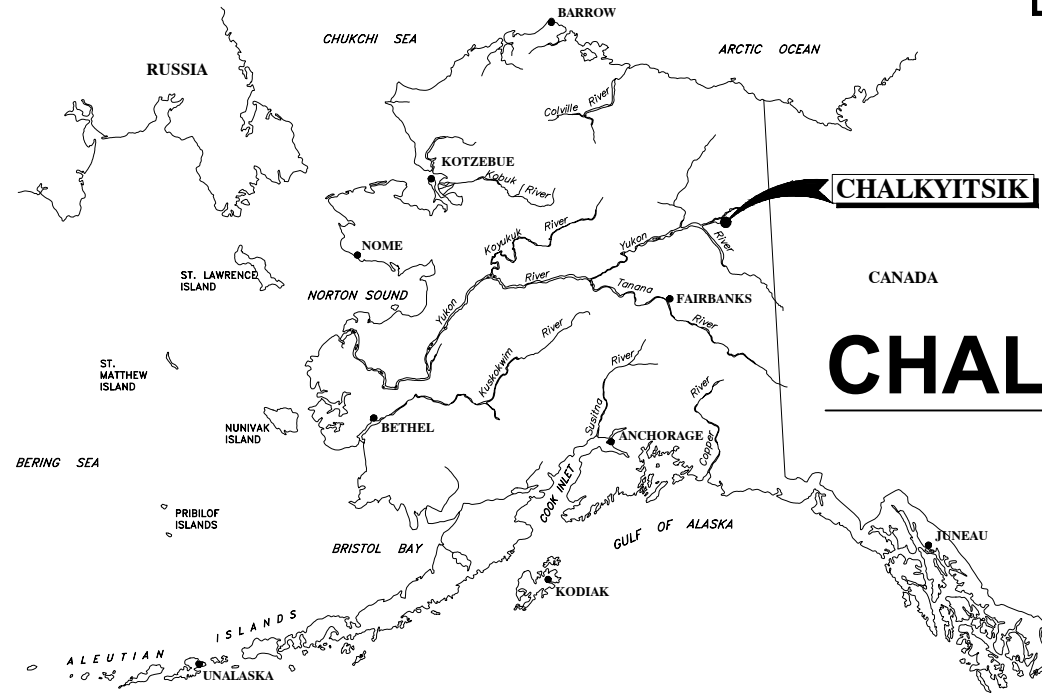 BARROW
CHUKCHI SEA
ARCTIC OCEAN
RUSSIA
Colville River
KOTZEBUE
Kobuk River
CHALKYITSIK
NOME
Koyukuk River
Yukon
River
ST. LAWRENCE
ISLAND
CANADA
NORTON SOUND
River
Tanana
FAIRBANKS
Yukon
River
River
CHAL
ST.
MATTHEW
ISLAND
Kuskokwim
River
River
NUNIVAK
ISLAND
BETHEL
Susitna
ANCHORAGE
Copper
BERING SEA
COOK INLET
PRIBILOF
ISLANDS
GULF OF ALASKA
BRISTOL BAY
JUNEAU
KODIAK
ALEUTIAN ISLANDS
UNALASKA